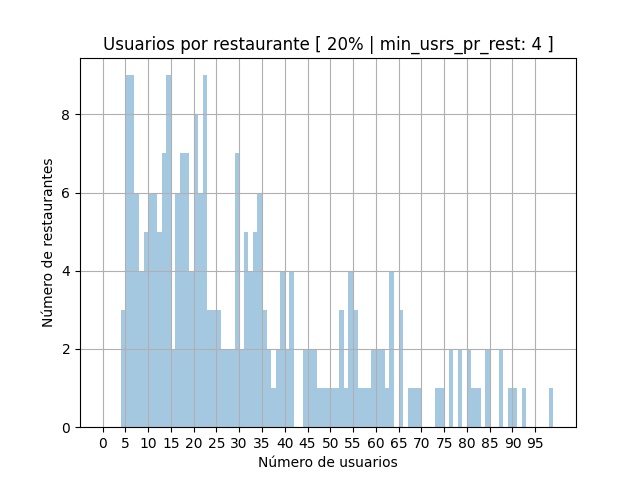 Usuarios por restaurante [ 20% | min_usrs_pr_rest: 4 ]
Número de restaurantes
8
6
4
2
0
0 5 10 15 20 25 30 35 40 45 50 55 60 65 70 75 80 85 90 95
Número de usuarios